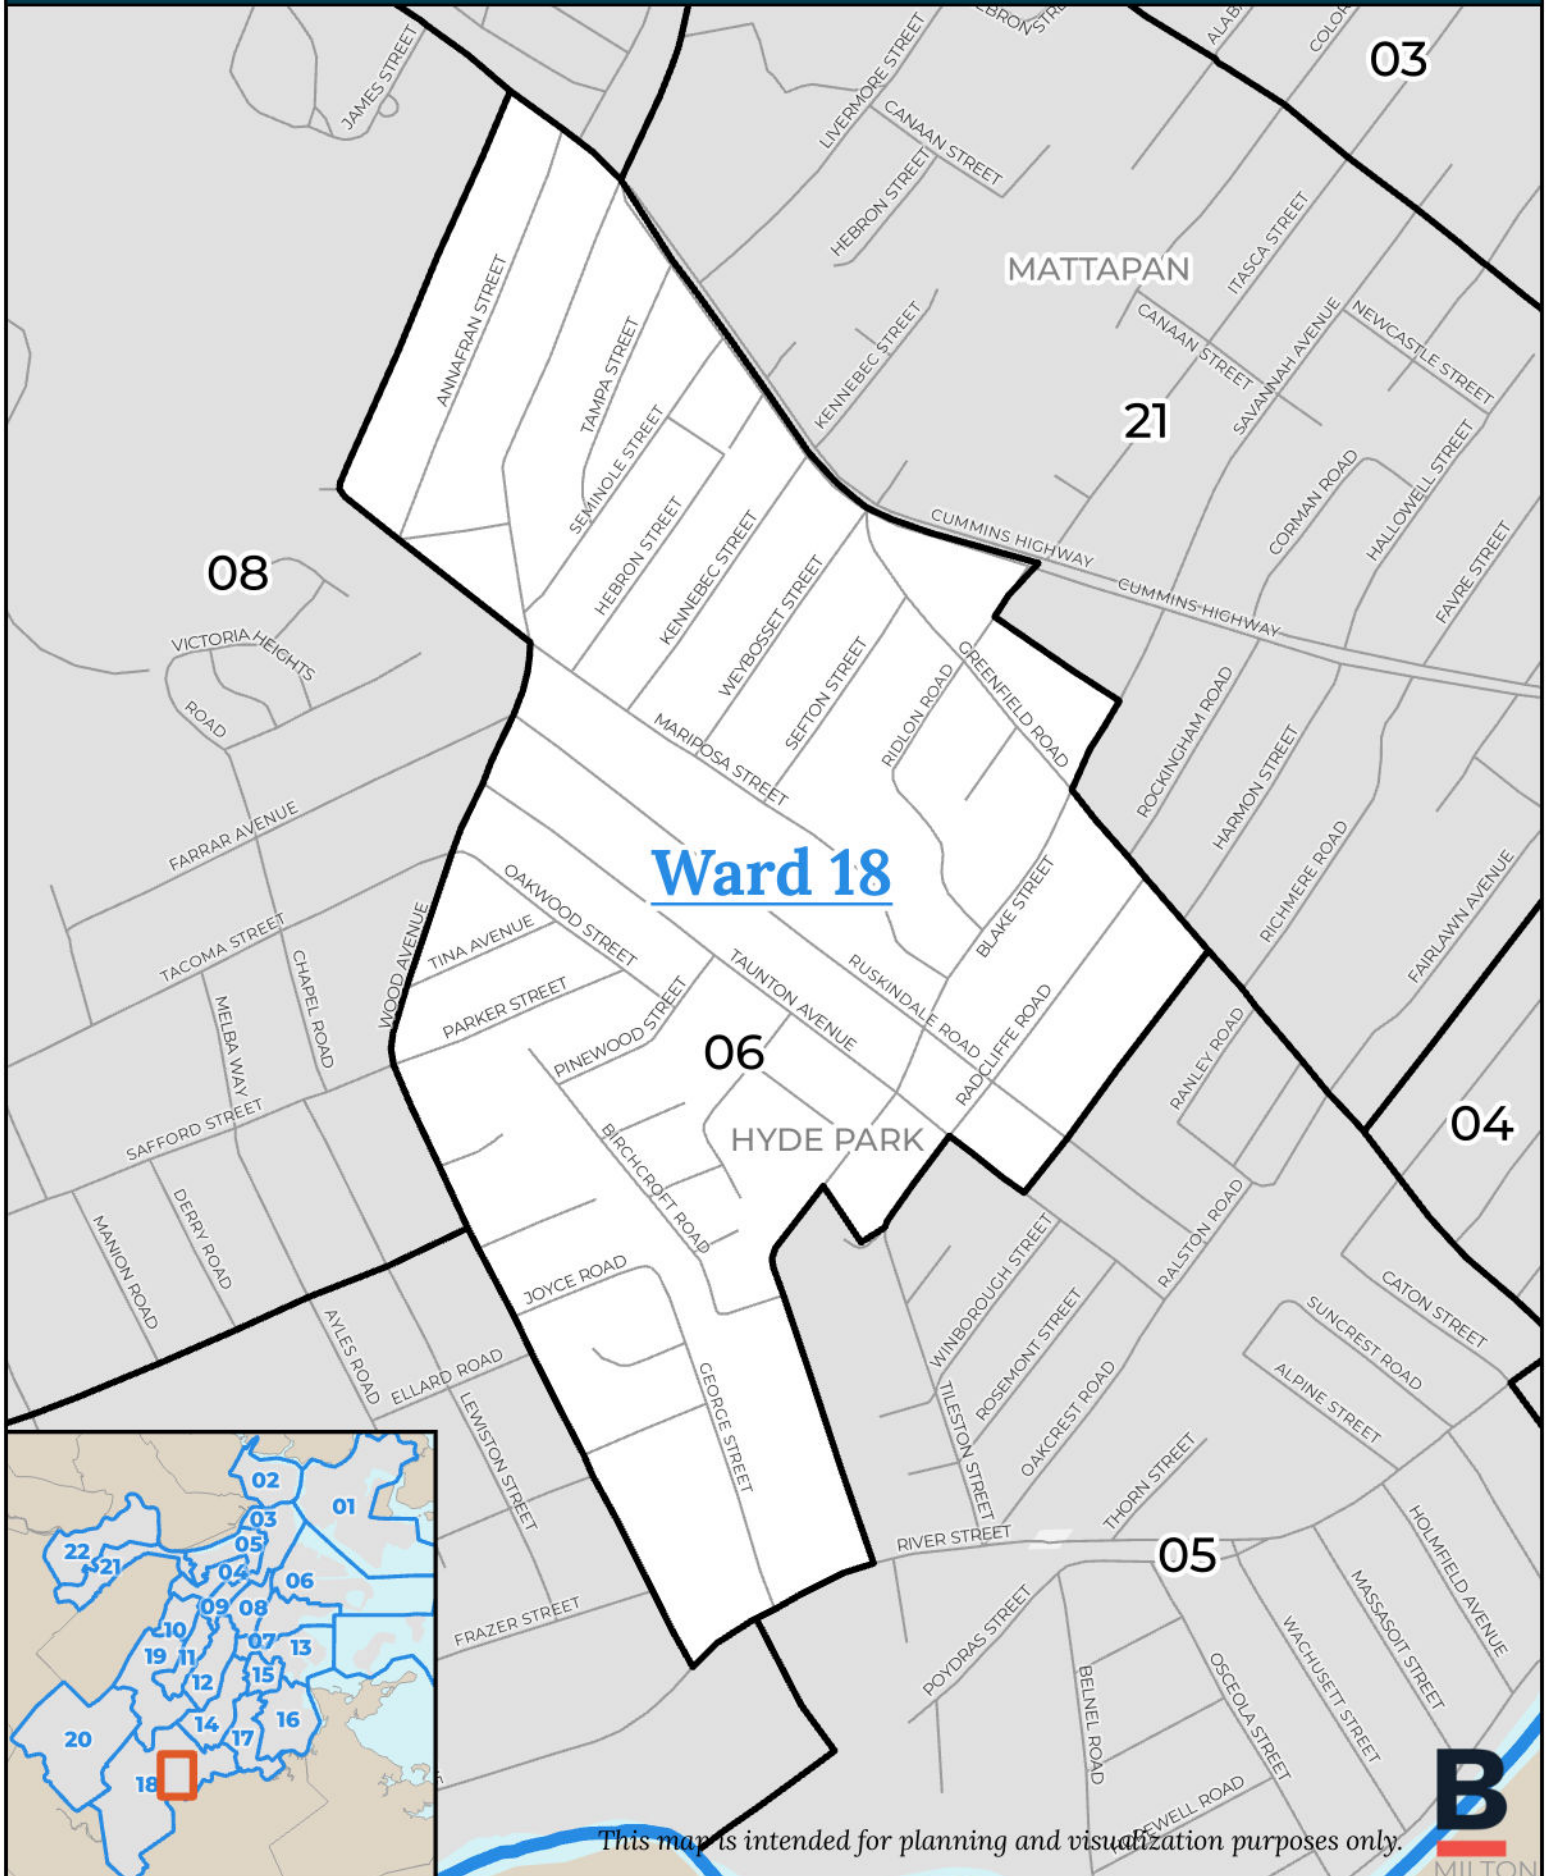 JAMES STREET
03
LIVERMORE STREET
CANAAN STREET
HEBRON STREET
MATTAPAN
ITASCA STREET
ANNAFRAN STREET
TAMPA STREET
KENNEBEC STREET
CANAAN STREET
SAVANNAH AVENUE
NEWCASTLE STREET
21
SEMINOLE STREET
HEBRON STREET
KENNEBEC STREET
WEYBOSSET STREET
CUMMINS HIGHWAY
CUMMINS HIGHWAY
CORMAN ROAD
HALLOWELL STREET
FAVRE STREET
08
VICTORIA HEIGHTS
ROAD
SEFTON STREET
RIDLON ROAD
GREENFIELD ROAD
ROCKINGHAM ROAD
HARMON STREET
MARIPOSA STREET
FARRAR AVENUE
Ward 18
OAKWOOD STREET
BLAKE STREET
RICHMERE ROAD
FAIRLAWN AVENUE
TACOMA STREET
WOOD AVENUE
TINA AVENUE
CHAPEL ROAD
MELBA WAY
PARKER STREET
PINEWOOD STREET
TAUNTON AVENUE
RUSKINDALE ROAD
RADCLIFFE ROAD
06
RANLEY ROAD
04
SAFFORD STREET
HYDE PARK
BIRCHCROFT ROAD
DERRY ROAD
MANION ROAD
RALSTON ROAD
WINBOROUGH STREET
JOYCE ROAD
CATON STREET
SUNCREST ROAD
AYLES ROAD
ELLARD ROAD
ROSEMONT STREET
ALPINE STREET
GEORGE STREET
LEWISTON STREET
TILESTON STREET
OAKCREST ROAD
THORN STREET
RIVER STREET
05
HOLMFIELD AVENUE
MASSASOIT STREET
WACHUSETT STREET
FRAZER STREET
POYDRAS STREET
BELNEL ROAD
OSCEOLA STREET
02
01
03
05
22
21
04
06
09
08
10
07
13
19
11
12
15
14
16
17
20
18
B
This map is intended for planning and visualization purposes only.
MILTON